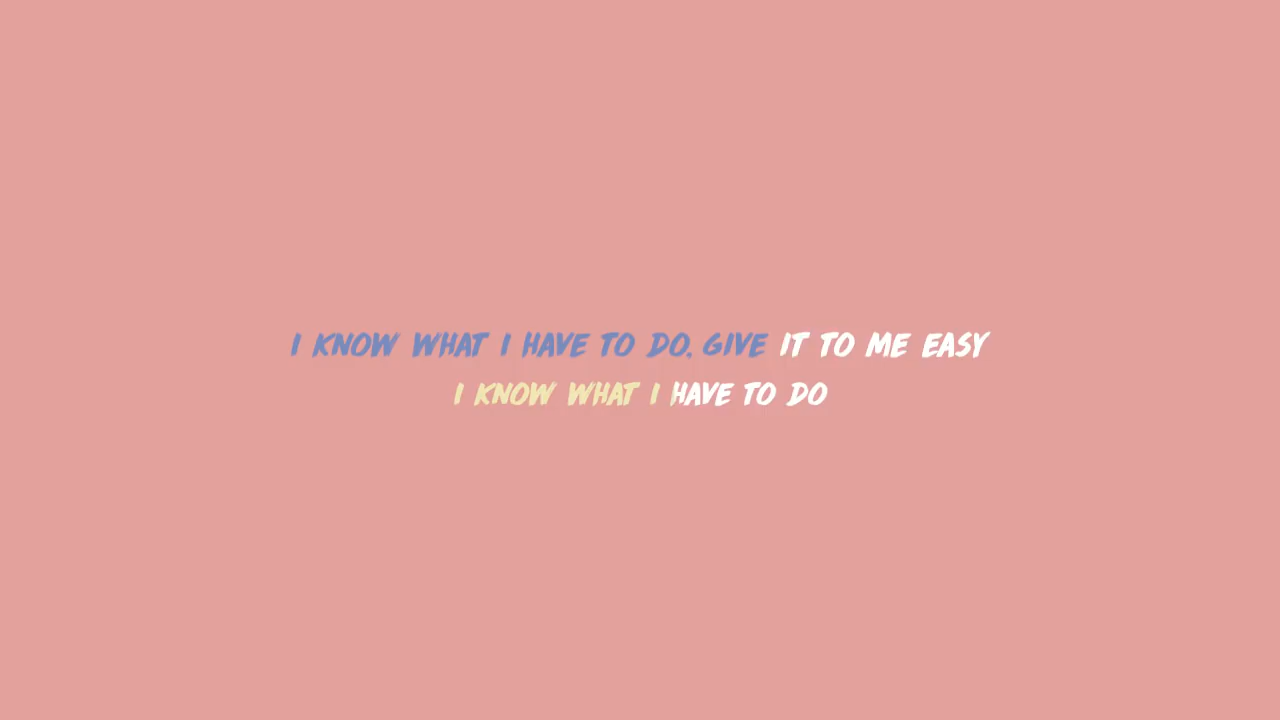 I KNOW WHAT I HAVE TO DO, GIVE IT TO ME EASY
I KNOW WHAT I HAVE TO DO